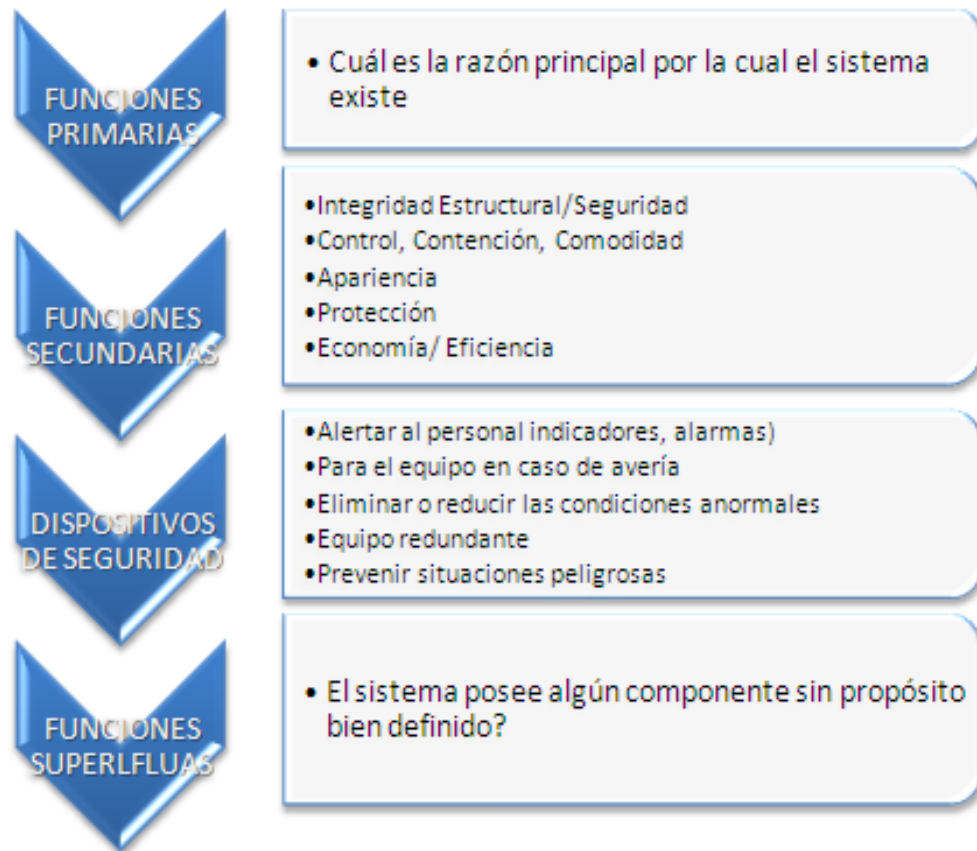 FUNCIONES
PRIMARIAS
• Cuál es la razón principal por la cual el sistema
existe
FUNCIONES
SECUNDARIAS
•Integridad Estructural/Seguridad
•Control, Contención, Comodidad
•Apariencia
•Protección
•Economía/ Eficiencia
DISPOSITIVOS
DE SEGURIDAD
•Alertar al personal indicadores, alarmas)
•Para el equipo en caso de avería
•Eliminar o reducir las condiciones anormales
•Equipo redundante
•Prevenir situaciones peligrosas
FUNCIONES
SUPERLFLUAS
• El sistema posee algún componente sin propósito
bien definido?